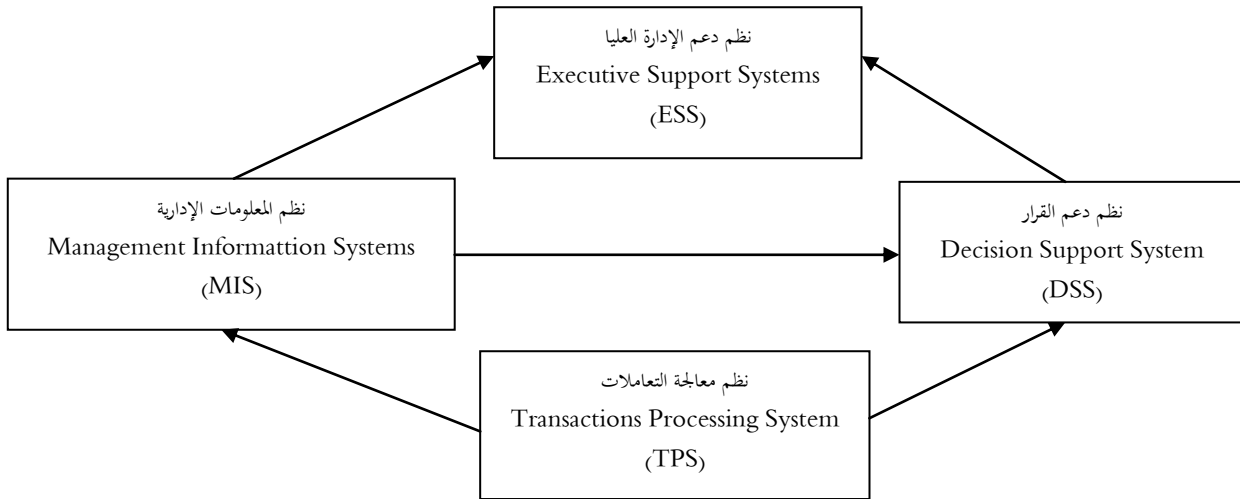 نظم دعم الإدارة العليا
Executive Support Systems
(ESS)
نظم المعلومات الإدارية
Management Informattion Systems
(MIS)
نظم دعم القرار
Decision Support System
(DSS)
نظم معالجة التعاملات
Transactions Processing System
(TPS)